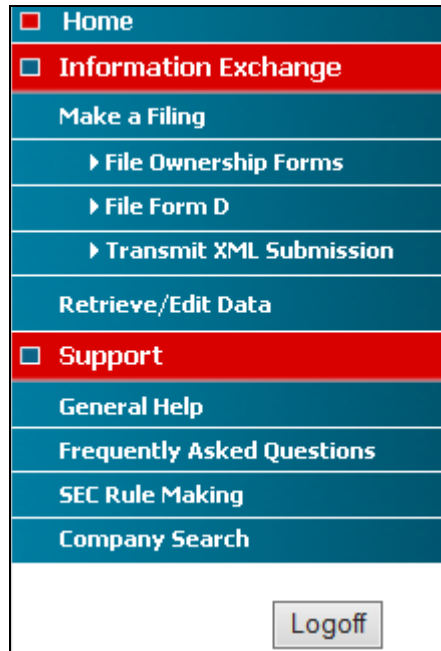 Home
Information Exchange
Make a Filing
File Ownership Forms
File Form D
Transmit XML Submission
Retrieve/Edit Data
Support
General Help
Frequently Asked Questions
SEC Rule Making
Company Search
Logoff